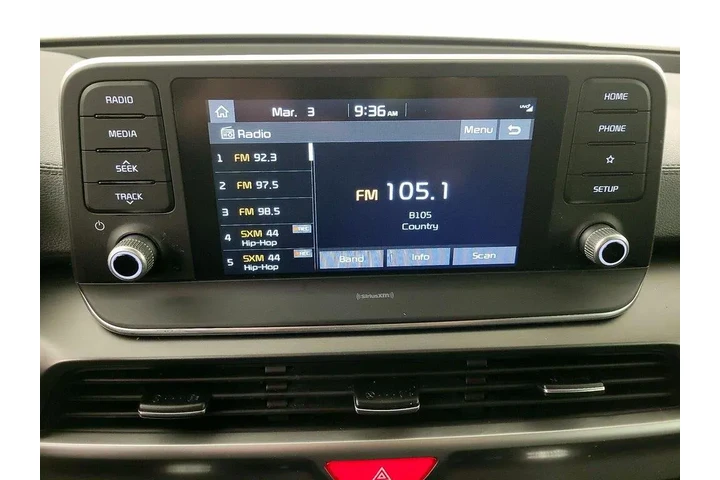 RADIO
MEDIA
SEEK
TRACK
Mar. 3
9:36 AM
UVO
Radio
Menu
1 FM 92.3
2 FM 97.5
3 FM 98.5
4 SXM 44
Hip-Hop
5 SXM 44
Hip-Hop
FM 105.1
B105
Country
Band
Info
Scan
HOME
PHONE
SETUP
((SiriusXM))